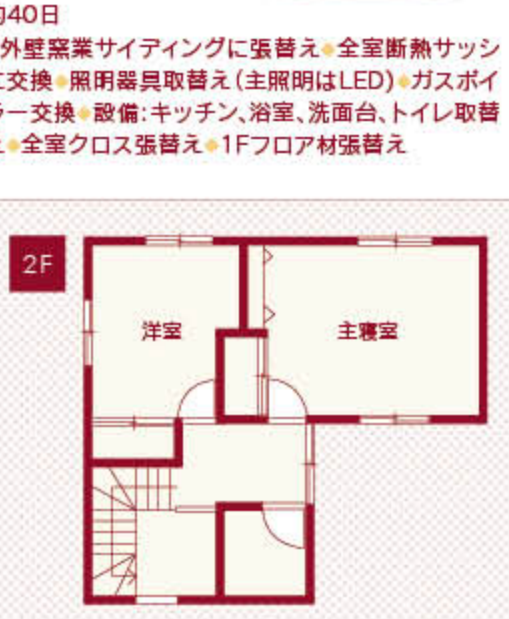 約40日
外壁窯業サイディングに張替え◆全室断熱サッシ
に交換◆照明器具取替え(主照明はLED)◆ガスボイ
ラー交換◆設備:キッチン、浴室、洗面台、トイレ取替
え◆全室クロス張替え◆1Fフロア材張替え
2F
洋室
主寝室